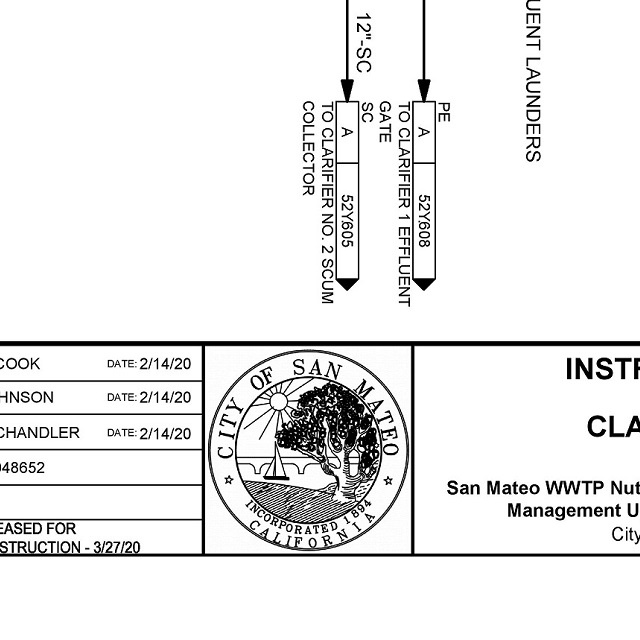 12"-SC
UENT LAUNDERS
PE
A
52Y608
TO CLARIFIER 1 EFFLUENT
GATE
SC
A
52Y605
TO CLARIFIER NO. 2 SCUM
COLLECTOR
COOK DATE: 2/14/20
HNSON DATE: 2/14/20
CHANDLER DATE: 2/14/20
048652
EASED FOR
STRUCTION - 3/27/20
CITY OF SAN MATEO
INCORPORATED 1894
CALIFORNIA
INSTR
CLA
San Mateo WWTP Nut
Management U
City